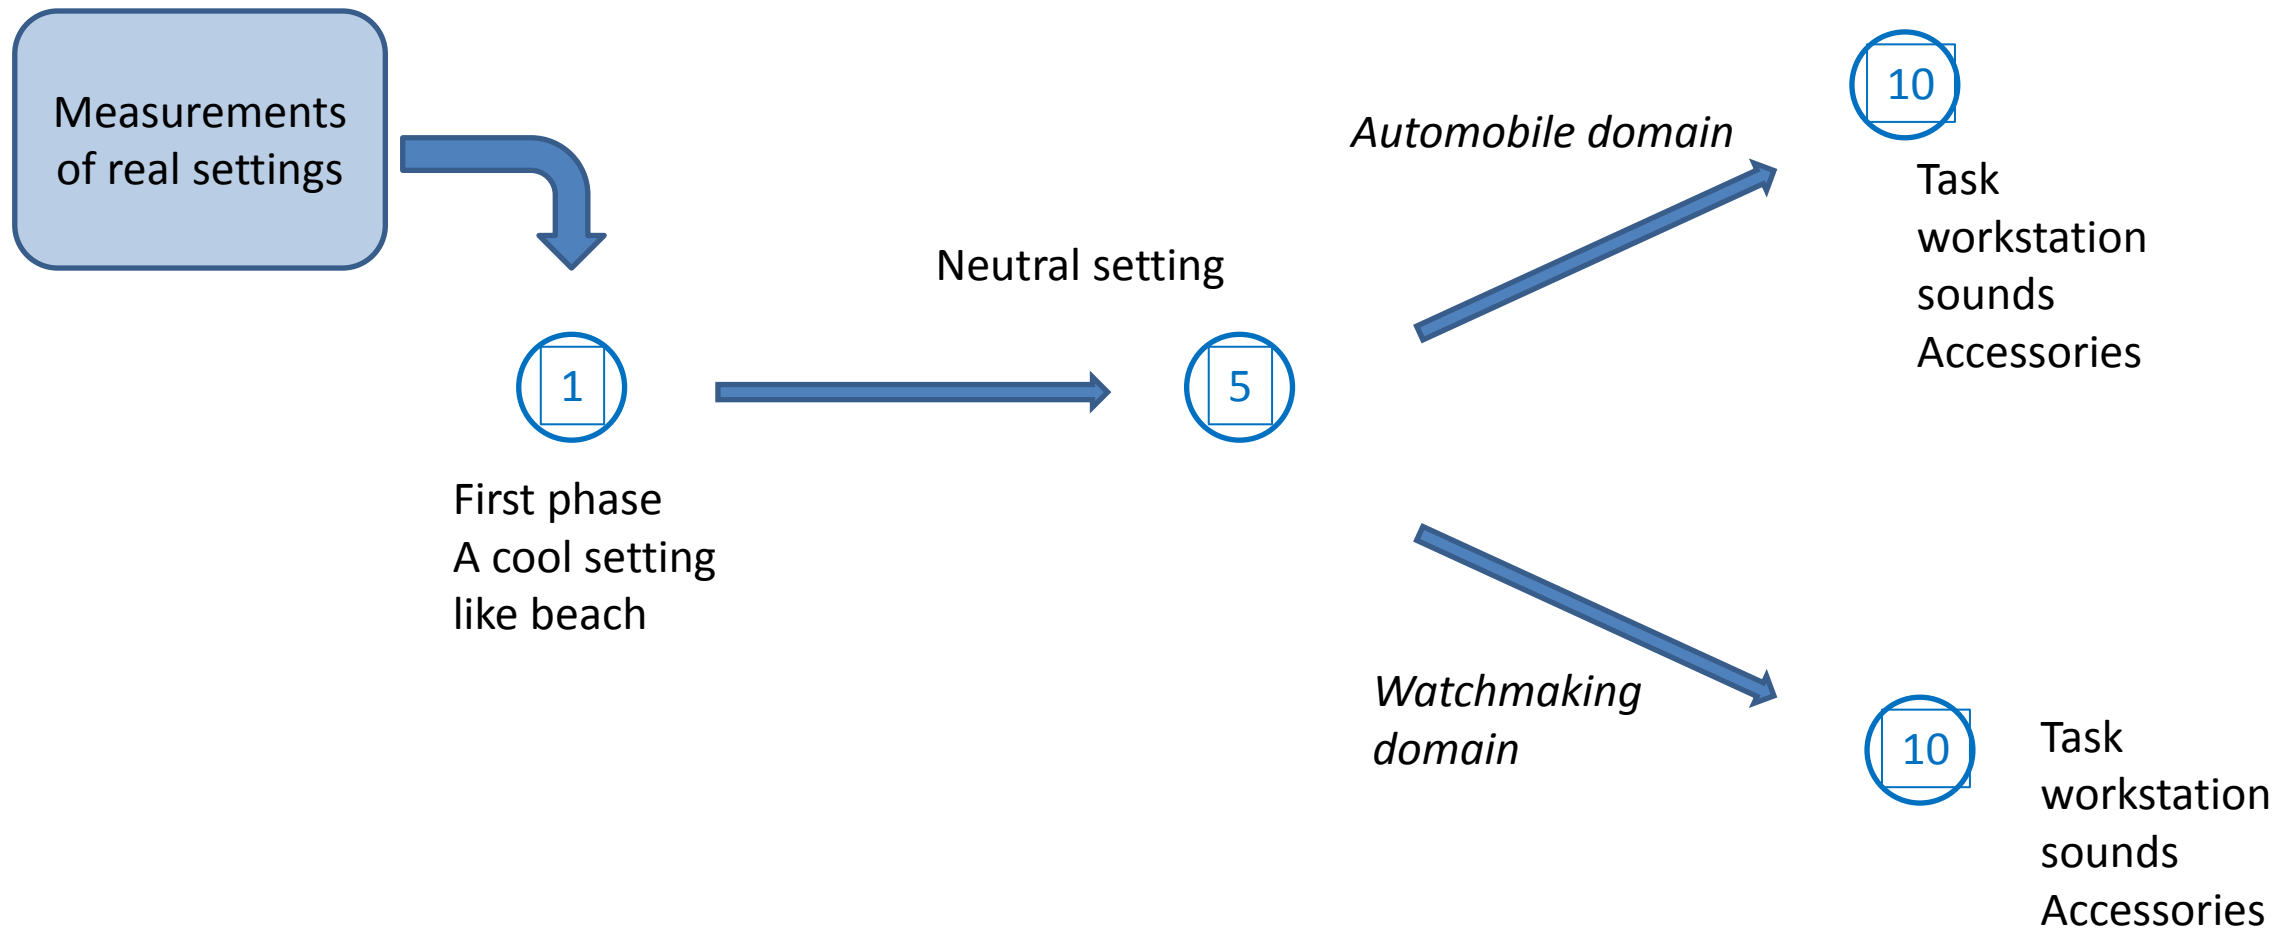 Measurements
of real settings
1
First phase
A cool setting
like beach
Neutral setting
5
Automobile domain
10
Task
workstation
sounds
Accessories
Watchmaking
domain
10
Task
workstation
sounds
Accessories